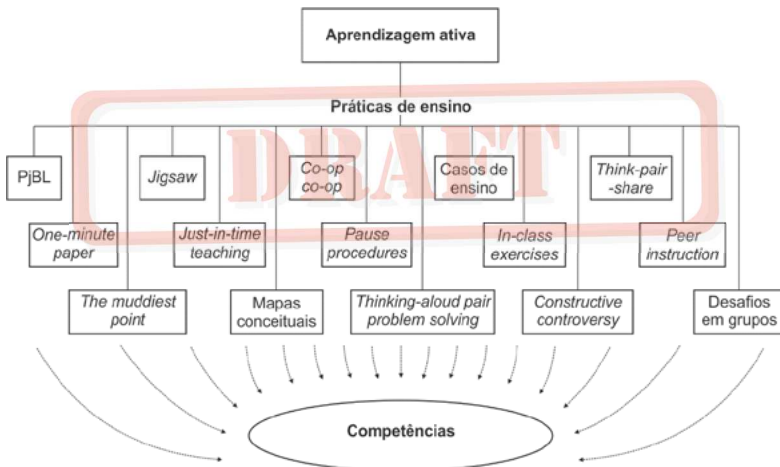 Aprendizagem ativa
Práticas de ensino
DRAFT
PjBL
Jigsaw
Co-op
co-op
Casos de
ensino
Think-pair
-share
One-minute
paper
Just-in-time
teaching
Pause
procedures
In-class
exercises
Peer
instruction
The muddiest
point
Mapas
conceituais
Thinking-aloud pair
problem solving
Constructive
controversy
Desafios
em grupos
Competências